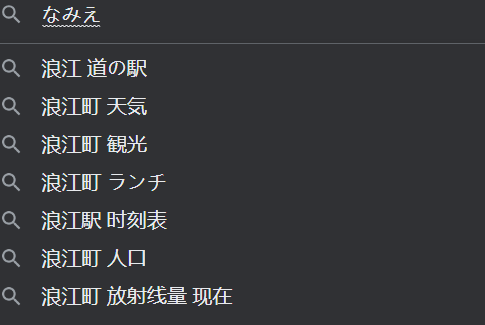 なみえ
浪江 道の駅
浪江町 天気
浪江町 観光
浪江町 ランチ
浪江駅 时刻表
浪江町 人口
浪江町 放射线量 现在